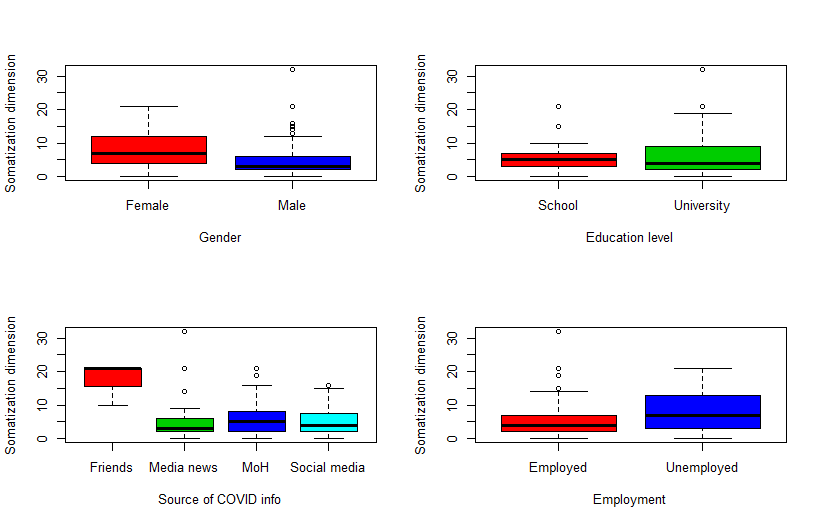 Somatization dimension
30
20
10
0
Female Male
Gender
Somatization dimension
30
20
10
0
School University
Education level
Somatization dimension
30
20
10
0
Friends Media news MoH Social media
Source of COVID info
Somatization dimension
30
20
10
0
Employed Unemployed
Employment